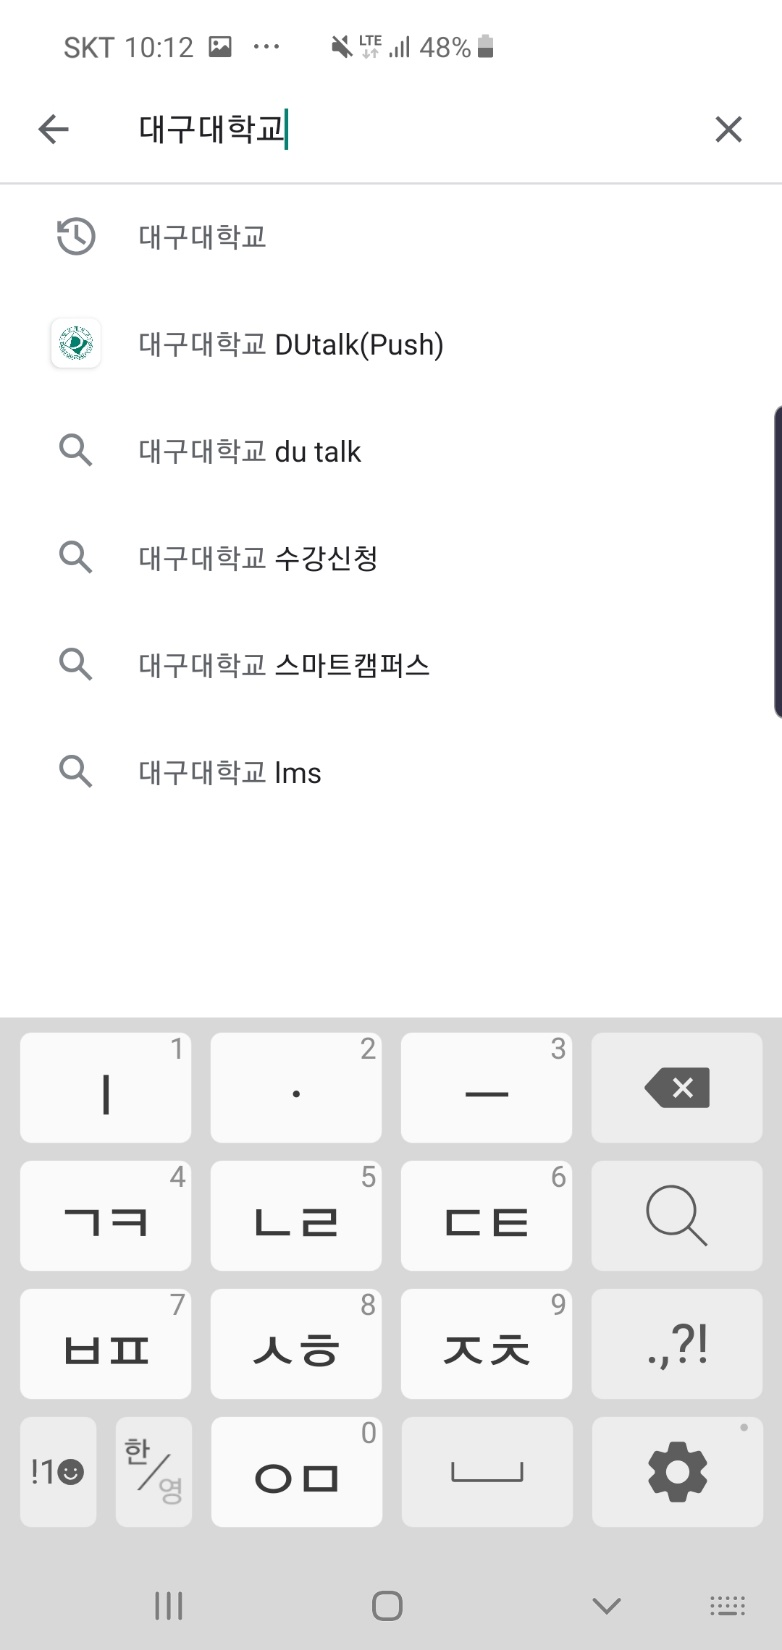 SKT 10:12 LTE 48%
대구대학교
대구대학교
대구대학교 DUtalk(Push)
대구대학교 du talk
대구대학교 수강신청
대구대학교 스마트캠퍼스
대구대학교 lms
1 2 3
ㅣ · ㅡ
4 5 6
ㄱㅋ ㄴㄹ ㄷㅌ
7 8 9
ㅂㅍ ㅅㅎ ㅈㅊ .,?!
0
!1☻ 한/영 ㅇㅁ